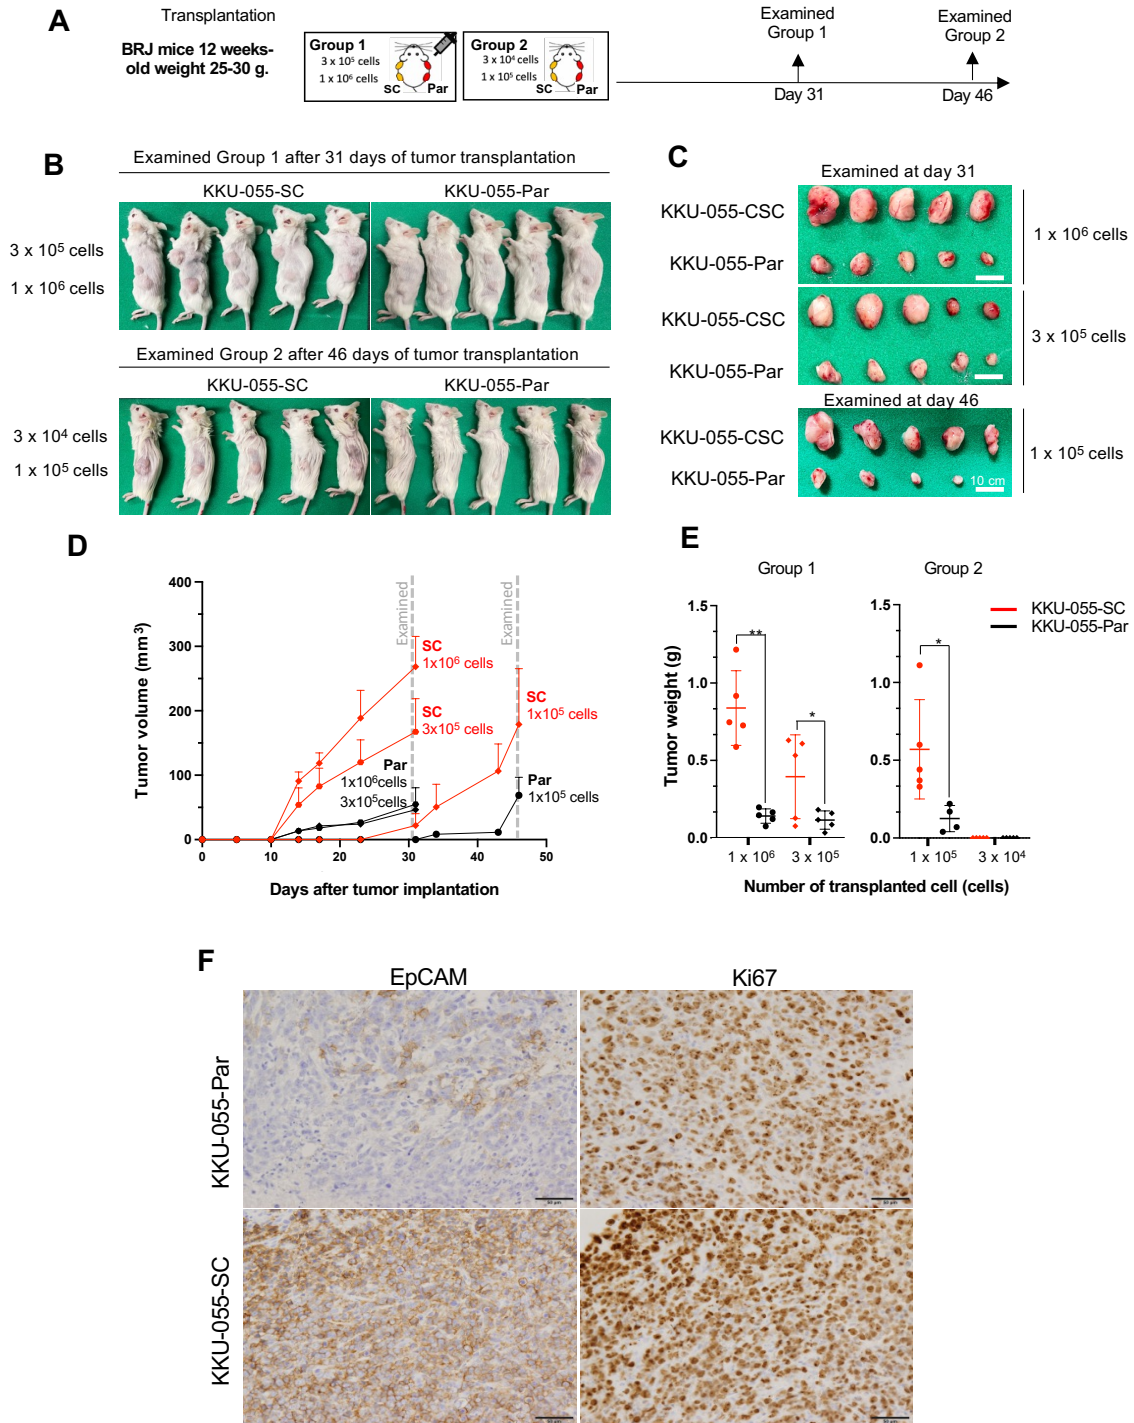 A
Transplantation
BRJ mice 12 weeks-
old weight 25-30 g.
Group 1
3 x 10⁵ cells
1 x 10⁶ cells
SC Par
Group 2
3 x 10⁴ cells
1 x 10⁵ cells
SC Par
Examined
Group 1
Examined
Group 2
Day 31
Day 46
B
Examined Group 1 after 31 days of tumor transplantation
KKU-055-SC
KKU-055-Par
3 x 10⁵ cells
1 x 10⁶ cells
Examined Group 2 after 46 days of tumor transplantation
KKU-055-SC
KKU-055-Par
3 x 10⁴ cells
1 x 10⁵ cells
C
Examined at day 31
KKU-055-CSC
KKU-055-Par
1 x 10⁶ cells
KKU-055-CSC
KKU-055-Par
3 x 10⁵ cells
Examined at day 46
KKU-055-CSC
KKU-055-Par
10 cm
1 x 10⁵ cells
D
Tumor volume (mm³)
400
300
200
100
0
0 10 20 30 40 50
Days after tumor implantation
Examined
Examined
SC
1x10⁶ cells
SC
3x10⁵ cells
Par
1x10⁶cells
3x10⁵cells
SC
1x10⁵ cells
Par
1x10⁵ cells
E
Group 1
Group 2
KKU-055-SC
KKU-055-Par
Tumor weight (g)
1.5
1.0
0.5
0.0
**
*
1 x 10⁶
3 x 10⁵
1.5
1.0
0.5
0.0
*
1 x 10⁵
3 x 10⁴
Number of transplanted cell (cells)
F
EpCAM
Ki67
KKU-055-Par
KKU-055-SC